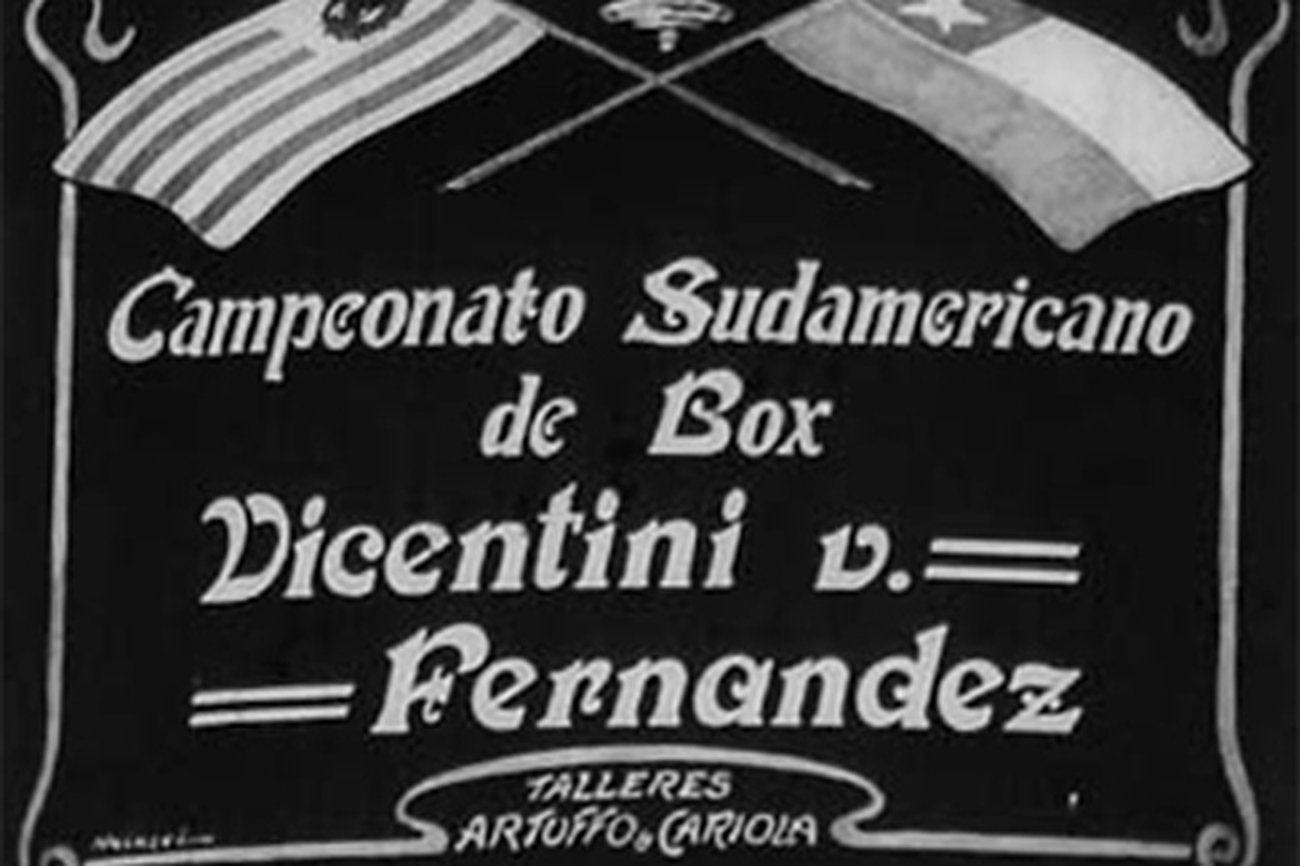 Campeonato Sudamericano
de Box
Vicentini v.
Fernandez
TALLERES
ARTUFFO & CARIOLA